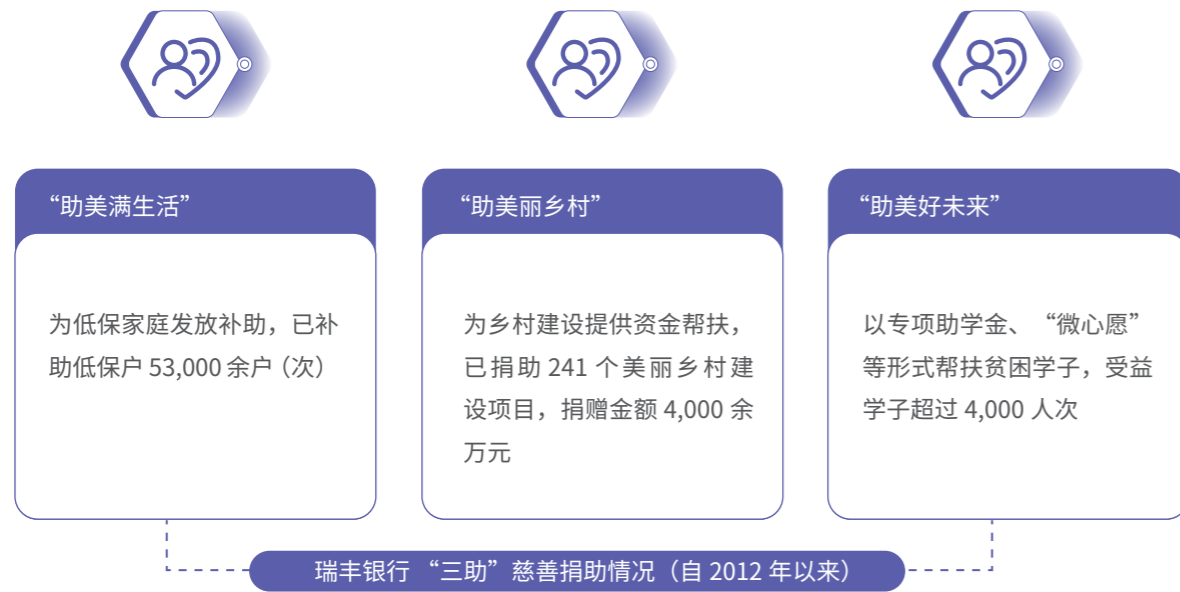 “助美满生活”
为低保家庭发放补助，已补
助低保户 53,000 余户（次）
“助美丽乡村”
为乡村建设提供资金帮扶，
已捐助 241 个美丽乡村建
设项目，捐赠金额 4,000 余
万元
“助美好未来”
以专项助学金、“微心愿”
等形式帮扶贫困学子，受益
学子超过 4,000 人次
瑞丰银行 “三助”慈善捐助情况（自 2012 年以来）